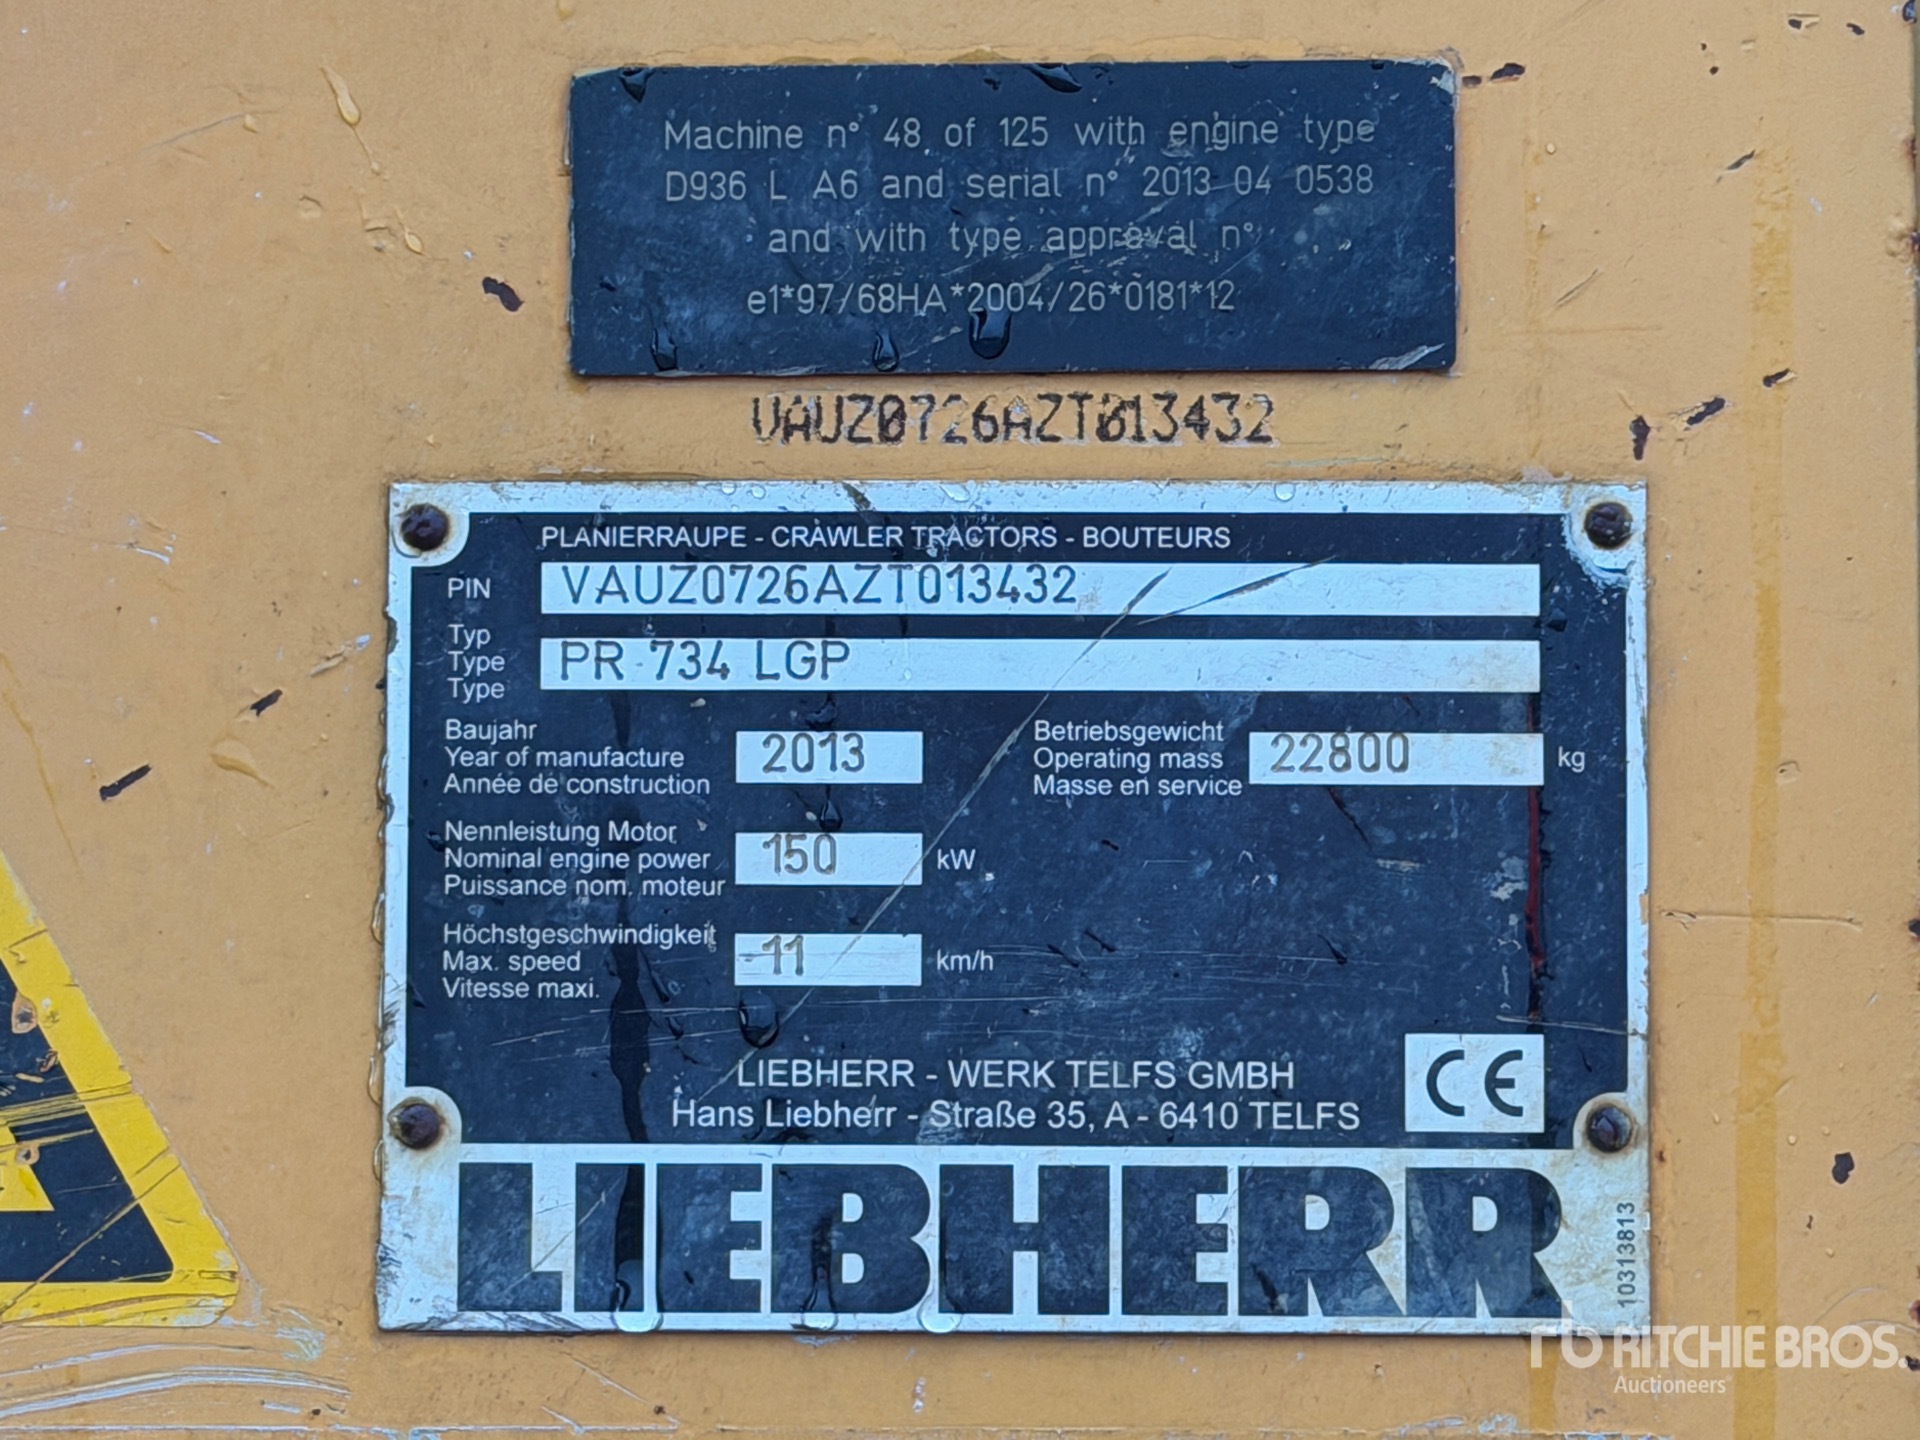 Machine n° 48 of 125 with engine type
D936 L A6 and serial n° 2013 04 0538
and with type approval n°
e1*97/68HA*2004/26*0181*12
VAUZ0726AZT013432
PLANIERRAUPE - CRAWLER TRACTORS - BOUTEURS
PIN VAUZ0726AZT013432
Typ
Type PR 734 LGP
Type
Baujahr
Year of manufacture 2013
Année de construction
Betriebsgewicht
Operating mass 22800 kg
Masse en service
Nennleistung Motor
Nominal engine power 150 kW
Puissance nom. moteur
Höchstgeschwindigkeit
Max. speed 11 km/h
Vitesse maxi.
LIEBHERR - WERK TELFS GMBH
Hans Liebherr - Straße 35, A - 6410 TELFS
CE
LIEBHERR
10313813
rb RITCHIE BROS.
Auctioneers